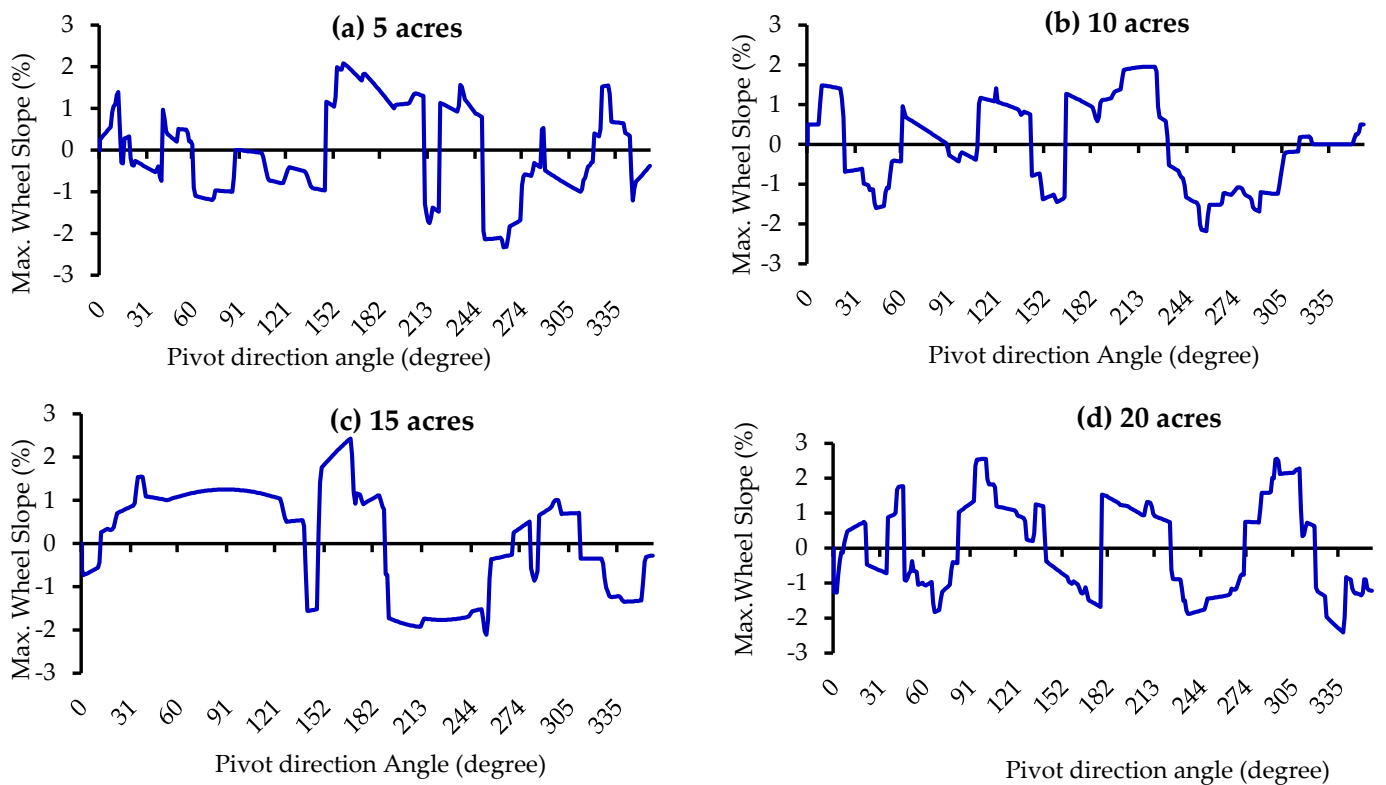 (a) 5 acres
Max. Wheel Slope (%)
3
2
1
0
-1
-2
-3
0 31 60 91 121 152 182 213 244 274 305 335
Pivot direction angle (degree)
(b) 10 acres
Max. Wheel Slope (%)
3
2
1
0
-1
-2
-3
0 31 60 91 121 152 182 213 244 274 305 335
Pivot direction Angle (degree)
(c) 15 acres
Max. Wheel Slope (%)
3
2
1
0
-1
-2
-3
0 31 60 91 121 152 182 213 244 274 305 335
Pivot direction Angle (degree)
(d) 20 acres
Max.Wheel Slope (%)
3
2
1
0
-1
-2
-3
0 31 60 91 121 152 182 213 244 274 305 335
Pivot direction angle (degree)